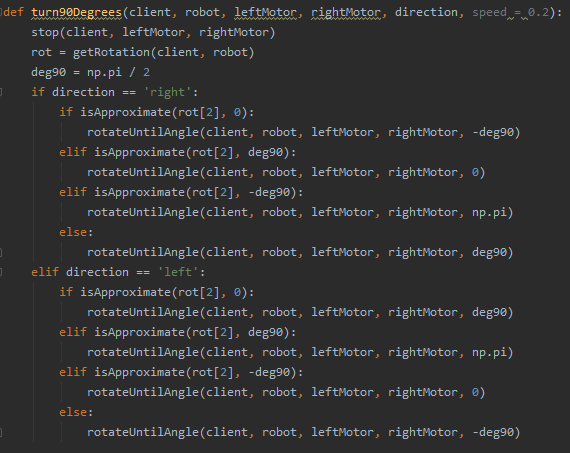 def turn90Degrees(client, robot, leftMotor, rightMotor, direction, speed = 0.2):
    stop(client, leftMotor, rightMotor)
    rot = getRotation(client, robot)
    deg90 = np.pi / 2
    if direction == 'right':
        if isApproximate(rot[2], 0):
            rotateUntilAngle(client, robot, leftMotor, rightMotor, -deg90)
        elif isApproximate(rot[2], deg90):
            rotateUntilAngle(client, robot, leftMotor, rightMotor, 0)
        elif isApproximate(rot[2], -deg90):
            rotateUntilAngle(client, robot, leftMotor, rightMotor, np.pi)
        else:
            rotateUntilAngle(client, robot, leftMotor, rightMotor, deg90)
    elif direction == 'left':
        if isApproximate(rot[2], 0):
            rotateUntilAngle(client, robot, leftMotor, rightMotor, deg90)
        elif isApproximate(rot[2], deg90):
            rotateUntilAngle(client, robot, leftMotor, rightMotor, np.pi)
        elif isApproximate(rot[2], -deg90):
            rotateUntilAngle(client, robot, leftMotor, rightMotor, 0)
        else:
            rotateUntilAngle(client, robot, leftMotor, rightMotor, -deg90)